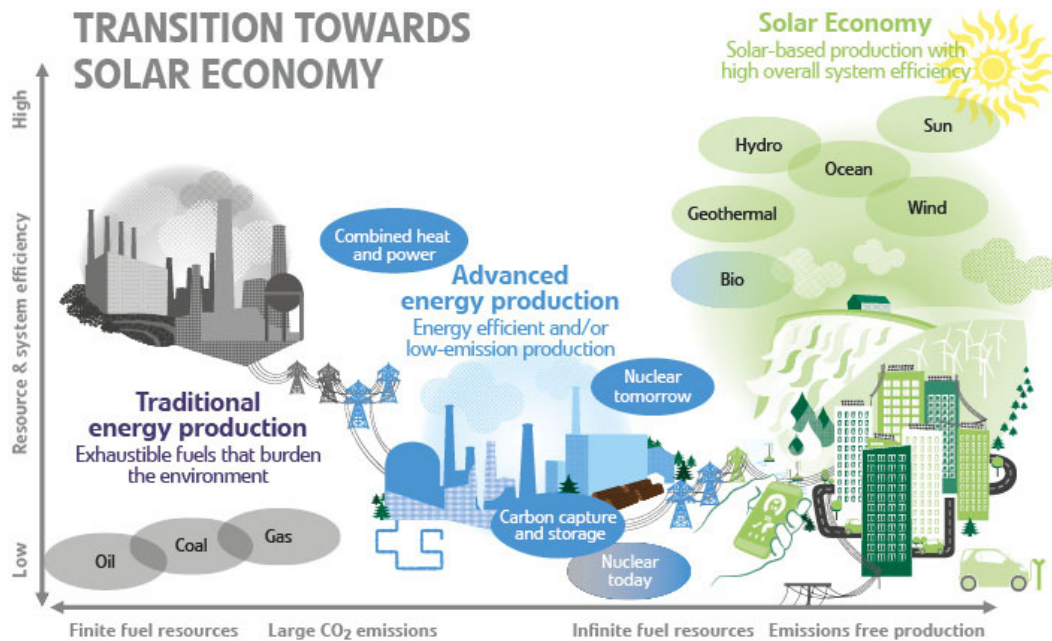 TRANSITION TOWARDS
SOLAR ECONOMY
Solar Economy
Solar-based production with
high overall system efficiency
High
Resource & system efficiency
Low
Sun
Hydro
Ocean
Geothermal
Wind
Bio
Combined heat
and power
Advanced
energy production
Energy efficient and/or
low-emission production
Nuclear
tomorrow
Traditional
energy production
Exhaustible fuels that burden
the environment
Carbon capture
and storage
Nuclear
today
Oil
Coal
Gas
Finite fuel resources
Large CO₂ emissions
Infinite fuel resources
Emissions free production